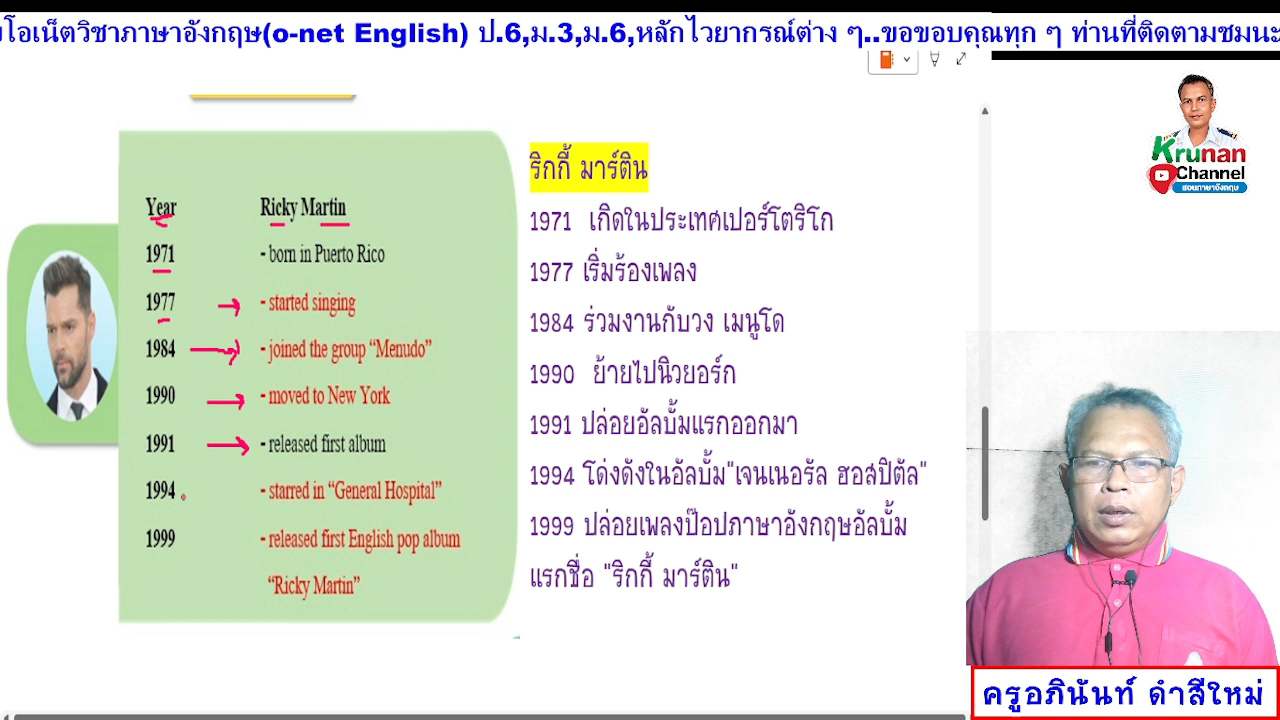 โอเน็ตวิชาภาษาอังกฤษ(o-net English) ป.6,ม.3,ม.6,หลักไวยากรณ์ต่าง ๆ..ขอขอบคุณทุก ๆ ท่านที่ติดตามชมนะ
Krunan
Channel
สอนภาษาอังกฤษ
Year Ricky Martin
1971 - born in Puerto Rico
1977 - started singing
1984 - joined the group “Menudo”
1990 - moved to New York
1991 - released first album
1994 - starred in “General Hospital”
1999 - released first English pop album
“Ricky Martin”
ริกกี้ มาร์ติน
1971 เกิดในประเทศเปอร์โตริโก
1977 เริ่มร้องเพลง
1984 ร่วมงานกับวง เมนูโด
1990 ย้ายไปนิวยอร์ก
1991 ปล่อยอัลบั้มแรกออกมา
1994 โด่งดังในอัลบั้ม"เจนเนอรัล ฮอสปิตัล"
1999 ปล่อยเพลงป๊อปภาษาอังกฤษอัลบั้ม
แรกชื่อ "ริกกี้ มาร์ติน"
ครูอภินันท์ ดำสีใหม่